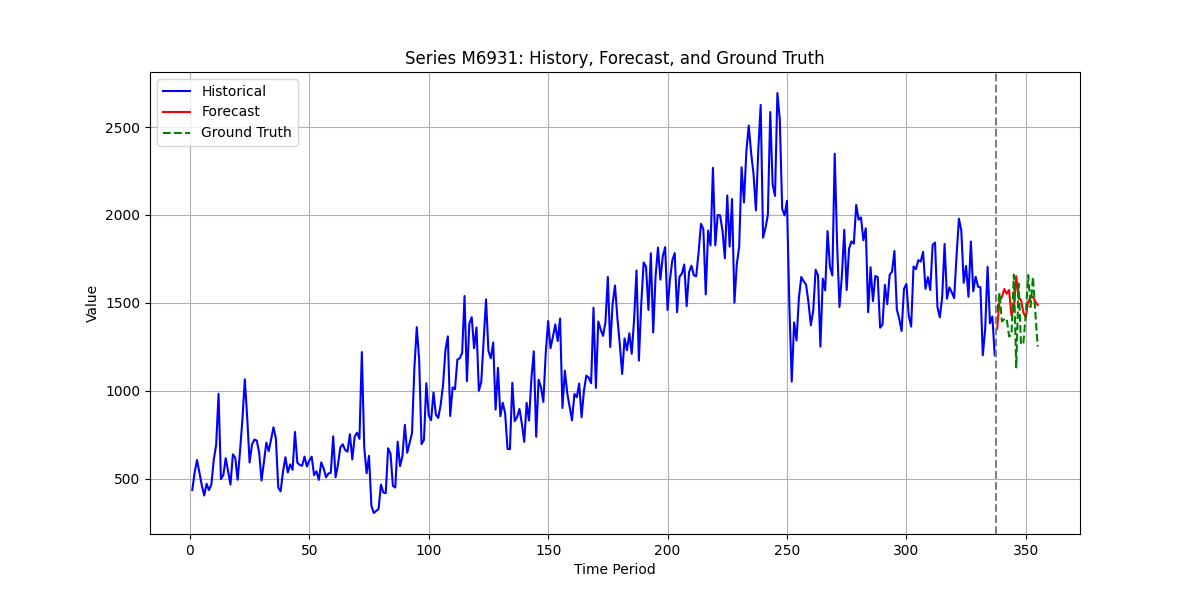 Series M6931: History, Forecast, and Ground Truth
Historical
Forecast
Ground Truth
2500
2000
1500
1000
500
Value
0 50 100 150 200 250 300 350
Time Period